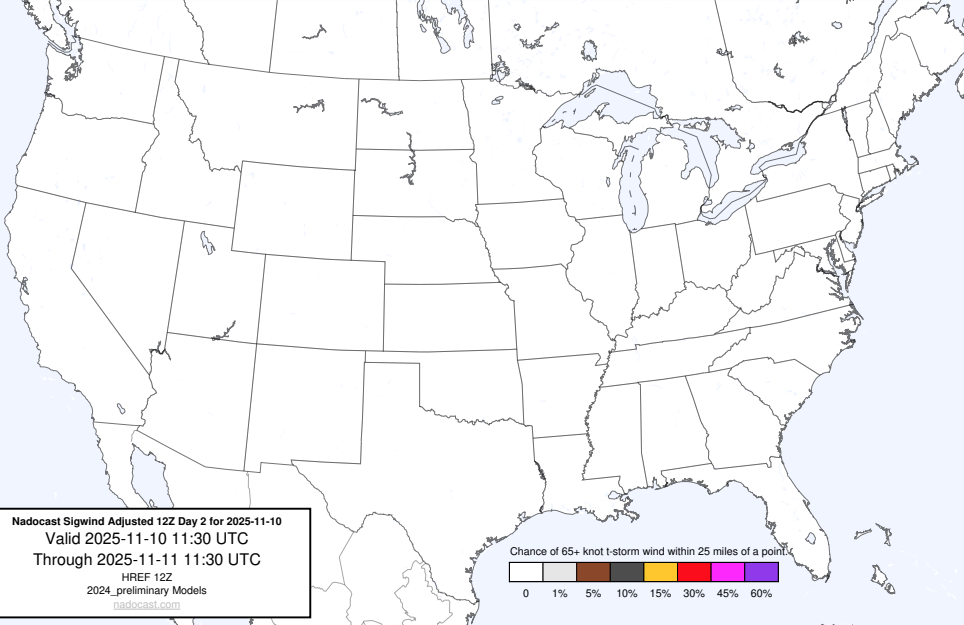 Nadocast Sigwind Adjusted 12Z Day 2 for 2025-11-10
Valid 2025-11-10 11:30 UTC
Through 2025-11-11 11:30 UTC
HREF 12Z
2024_preliminary Models
nadocast.com
Chance of 65+ knot t-storm wind within 25 miles of a point.
0 1% 5% 10% 15% 30% 45% 60%